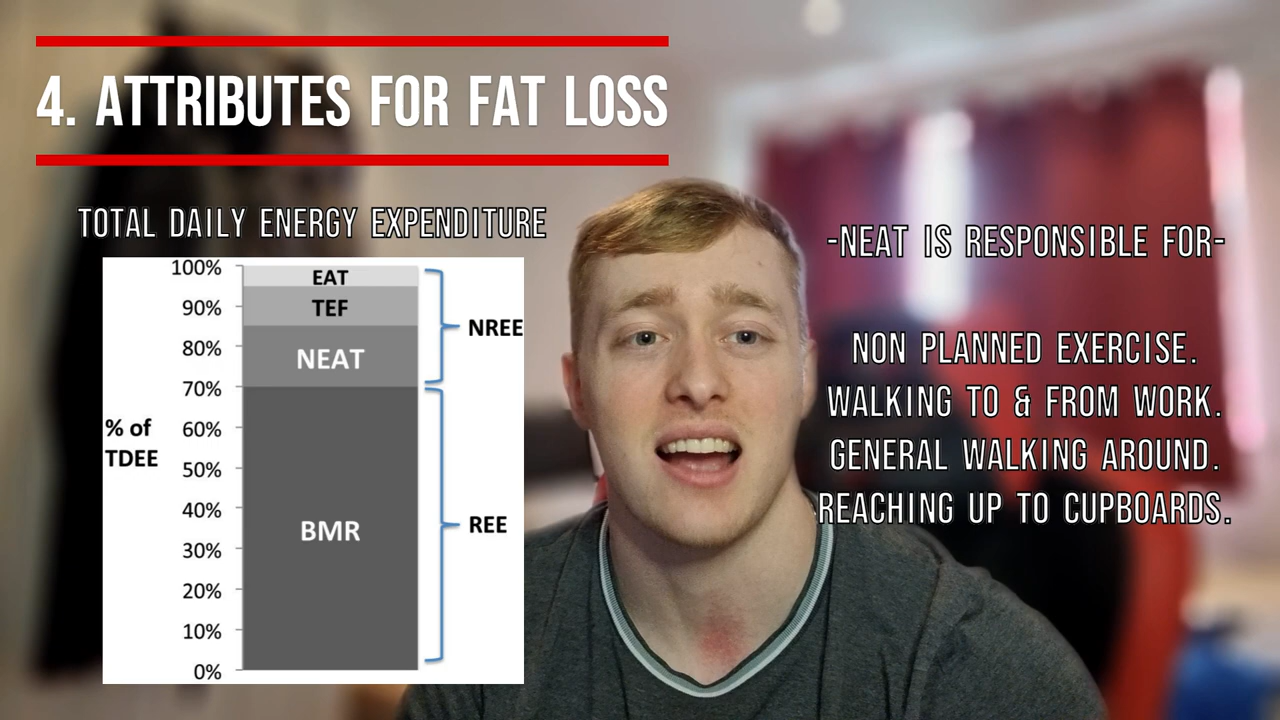 4. ATTRIBUTES FOR FAT LOSS
TOTAL DAILY ENERGY EXPENDITURE
100%
90%
80%
70%
60%
50%
40%
30%
20%
10%
0%
% of
TDEE
EAT
TEF
NEAT
BMR
NREE
REE
-NEAT IS RESPONSIBLE FOR-
NON PLANNED EXERCISE.
WALKING TO & FROM WORK.
GENERAL WALKING AROUND.
REACHING UP TO CUPBOARDS.